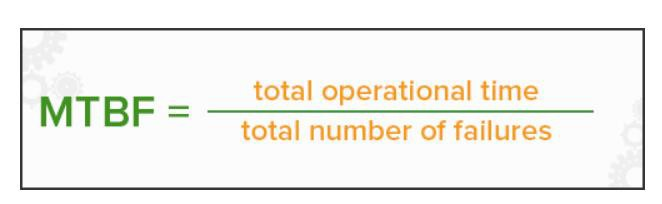 MTBF = total operational time
total number of failures